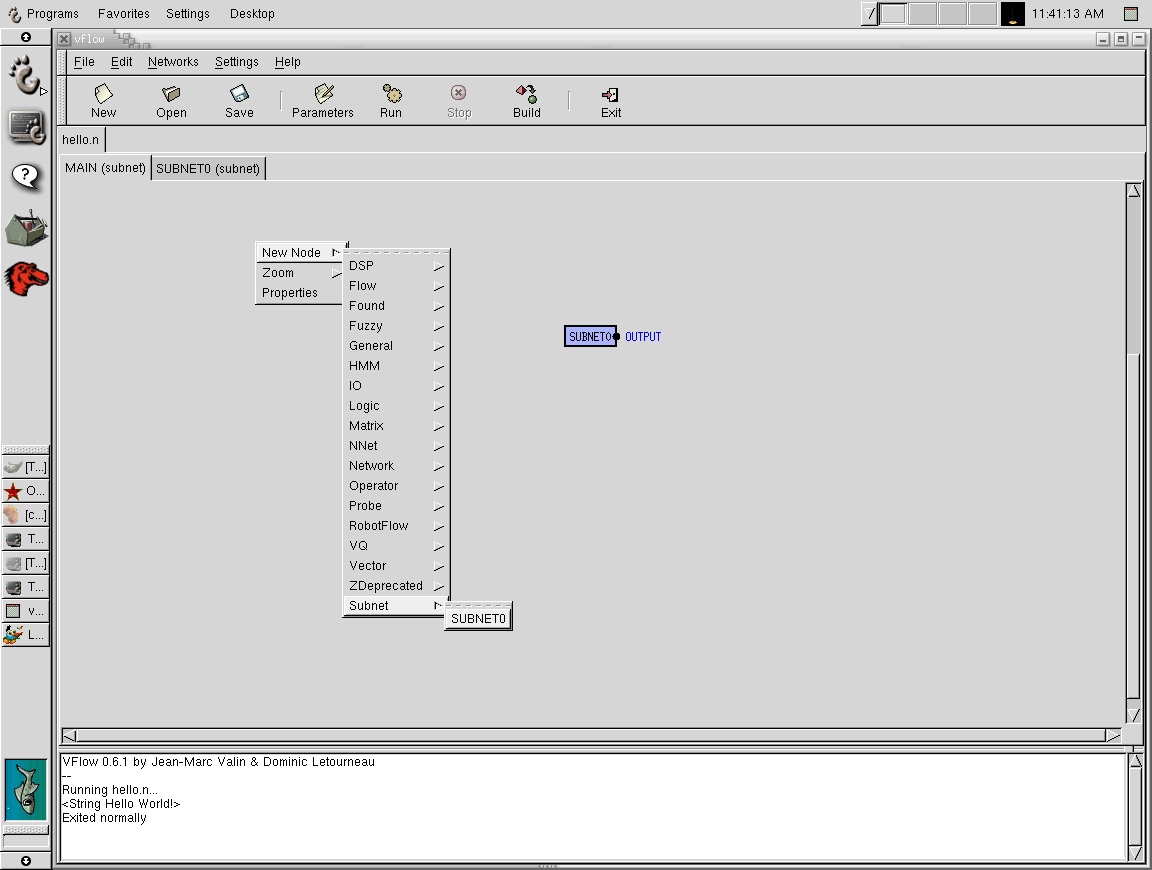 Programs Favorites Settings Desktop 11:41:13 AM
vflow
File Edit Networks Settings Help
New Open Save Parameters Run Stop Build Exit
hello.n
MAIN (subnet) SUBNET0 (subnet)
New Node
Zoom
Properties
DSP
Flow
Found
Fuzzy
General
HMM
IO
Logic
Matrix
NNet
Network
Operator
Probe
RobotFlow
VQ
Vector
ZDeprecated
Subnet
SUBNET0
SUBNET0 OUTPUT
[T...]
O...
[c...]
T...
[T...]
T...
v...
L...
VFlow 0.6.1 by Jean-Marc Valin & Dominic Letourneau
--
Running hello.n...
<String Hello World!>
Exited normally